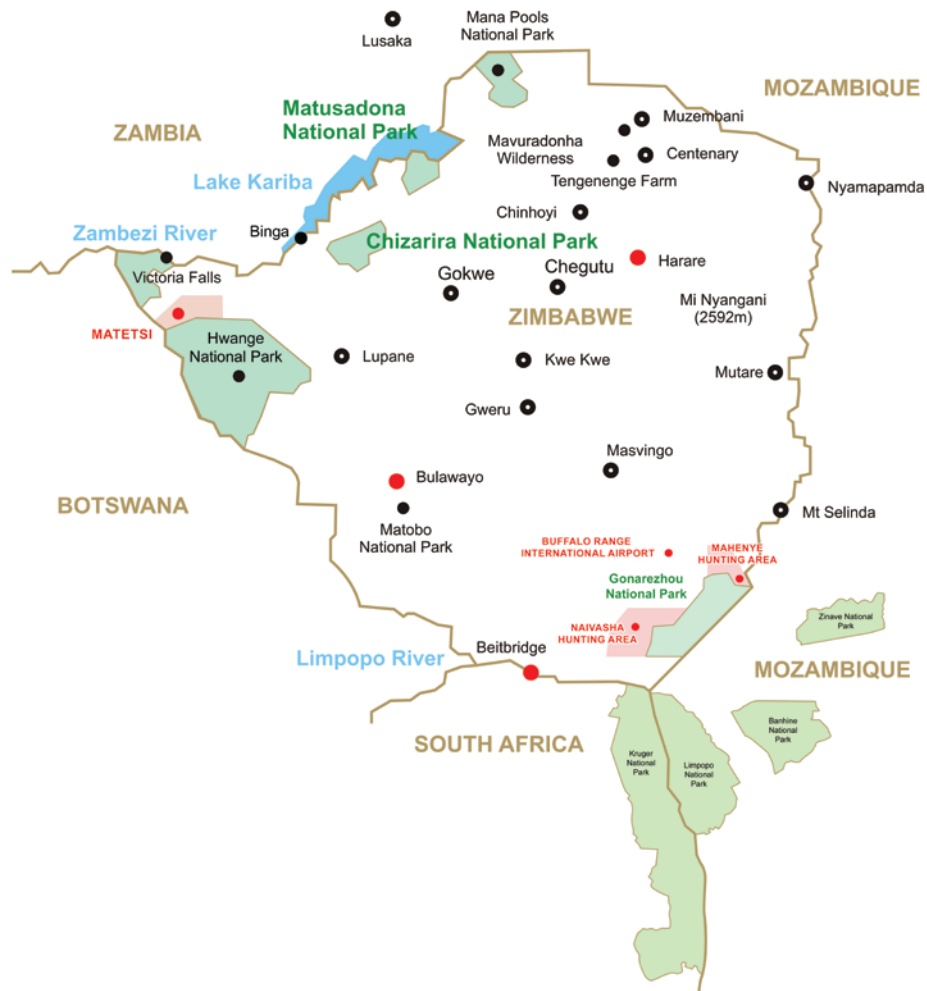 Mana Pools
National Park
Lusaka
MOZAMBIQUE
Matusadona
National Park
ZAMBIA
Muzembani
Mavuradonha
Wilderness
Centenary
Tengenenge Farm
Lake Kariba
Nyamapamda
Chinhoyi
Zambezi River
Binga
Chizarira National Park
Harare
Victoria Falls
Gokwe
Chegutu
Mi Nyangani
(2592m)
ZIMBABWE
MATETSI
Hwange
National Park
Lupane
Kwe Kwe
Mutare
Gweru
Masvingo
Bulawayo
BOTSWANA
Mt Selinda
Matobo
National Park
BUFFALO RANGE
INTERNATIONAL AIRPORT
MAHENYE
HUNTING AREA
Gonarezhou
National Park
Zinave National
Park
NAIVASHA
HUNTING AREA
Limpopo River
Beitbridge
MOZAMBIQUE
SOUTH AFRICA
Banhine
National
Park
Kruger
National
Park
Limpopo
National
Park